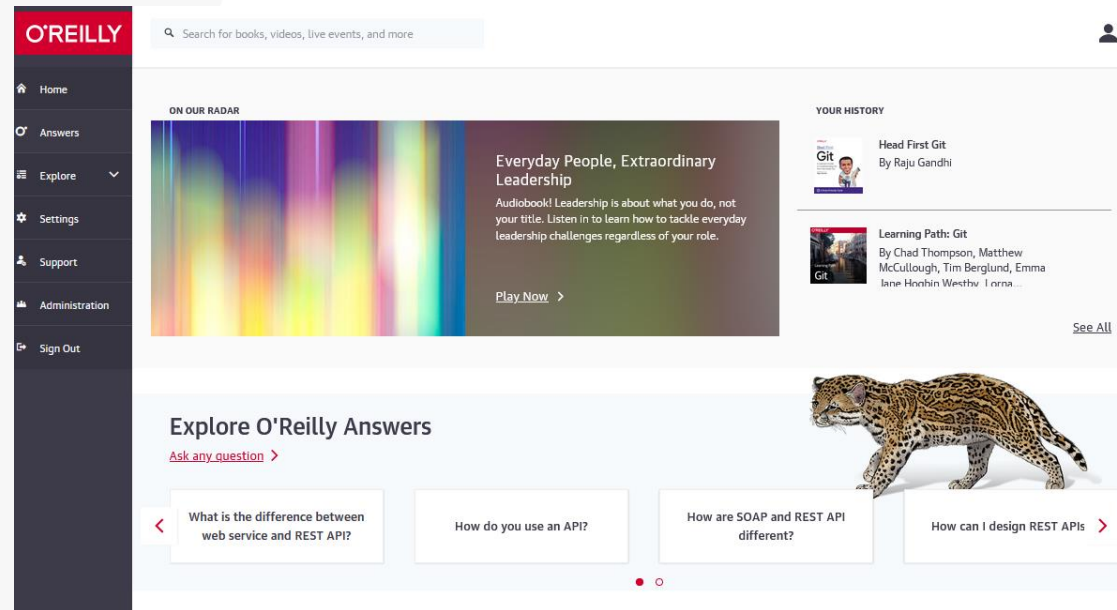 O'REILLY
Search for books, videos, live events, and more
Home
Answers
Explore
Settings
Support
Administration
Sign Out
ON OUR RADAR
Everyday People, Extraordinary
Leadership
Audiobook! Leadership is about what you do, not
your title. Listen in to learn how to tackle everyday
leadership challenges regardless of your role.
Play Now
YOUR HISTORY
Git
Head First Git
By Raju Gandhi
O'REILLY
Git
Learning Path: Git
By Chad Thompson, Matthew
McCullough, Tim Berglund, Emma
Jane Hogbin Westby, Lorna...
See All
Explore O'Reilly Answers
Ask any question
What is the difference between
web service and REST API?
How do you use an API?
How are SOAP and REST API
different?
How can I design REST APIs